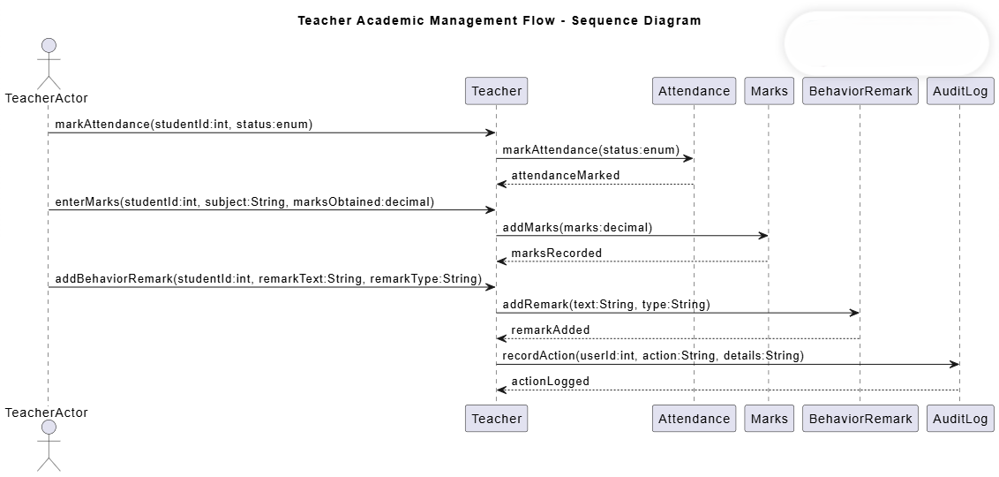 Teacher Academic Management Flow - Sequence Diagram
TeacherActor
Teacher
Attendance
Marks
BehaviorRemark
AuditLog
markAttendance(studentId:int, status:enum)
markAttendance(status:enum)
attendanceMarked
enterMarks(studentId:int, subject:String, marksObtained:decimal)
addMarks(marks:decimal)
marksRecorded
addBehaviorRemark(studentId:int, remarkText:String, remarkType:String)
addRemark(text:String, type:String)
remarkAdded
recordAction(userId:int, action:String, details:String)
actionLogged
TeacherActor
Teacher
Attendance
Marks
BehaviorRemark
AuditLog